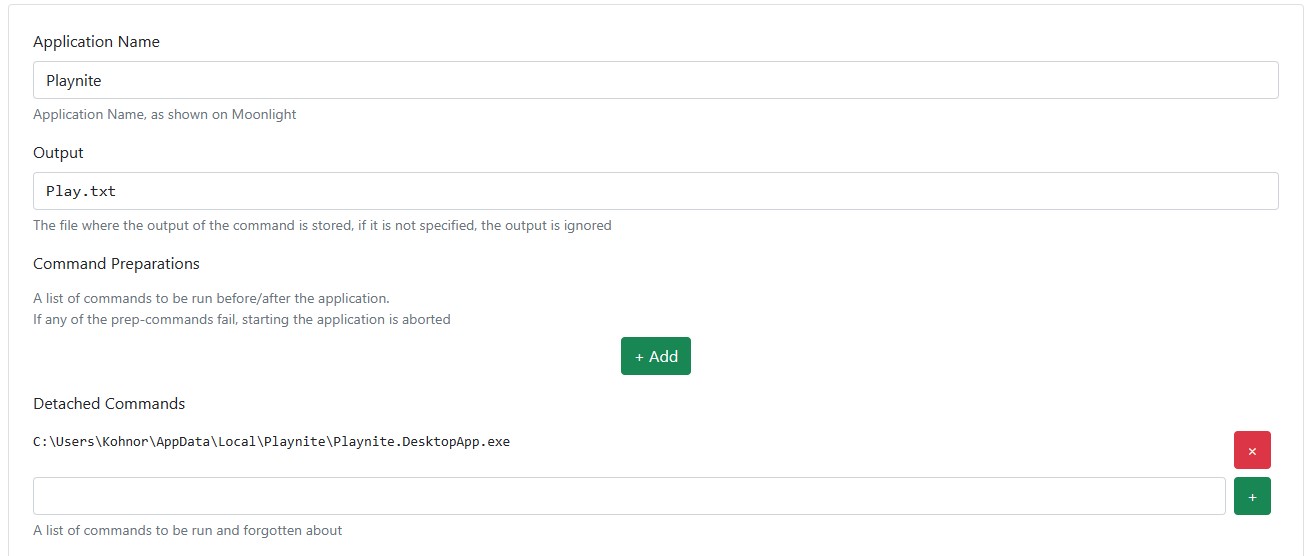 Application Name
Playnite
Application Name, as shown on Moonlight
Output
Play.txt
The file where the output of the command is stored, if it is not specified, the output is ignored
Command Preparations
A list of commands to be run before/after the application.
If any of the prep-commands fail, starting the application is aborted
+ Add
Detached Commands
C:\Users\Kohnor\AppData\Local\Playnite\Playnite.DesktopApp.exe
×
+
A list of commands to be run and forgotten about